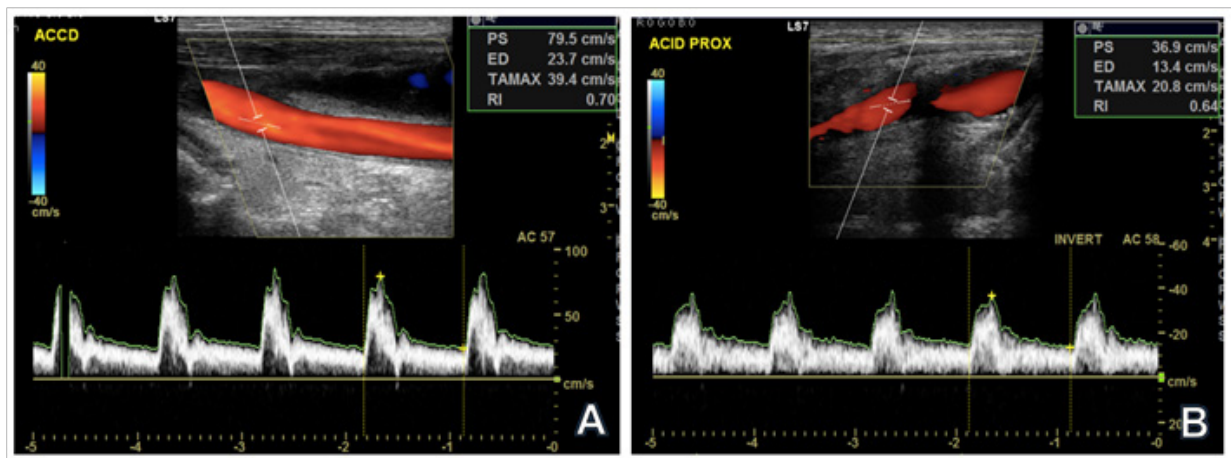 LS7
ACCD
PS 79.5 cm/s
ED 23.7 cm/s
TAMAX 39.4 cm/s
RI 0.70
40
-40
cm/s
2
3
AC 57
100
50
cm/s
-5 -4 -3 -2 -1 -0
A
LS7
ACID PROX
PS 36.9 cm/s
ED 13.4 cm/s
TAMAX 20.8 cm/s
RI 0.64
40
-40
cm/s
2
3
4
INVERT AC 58
-60
-40
-20
cm/s
20
-5 -4 -3 -2 -1 -0
B